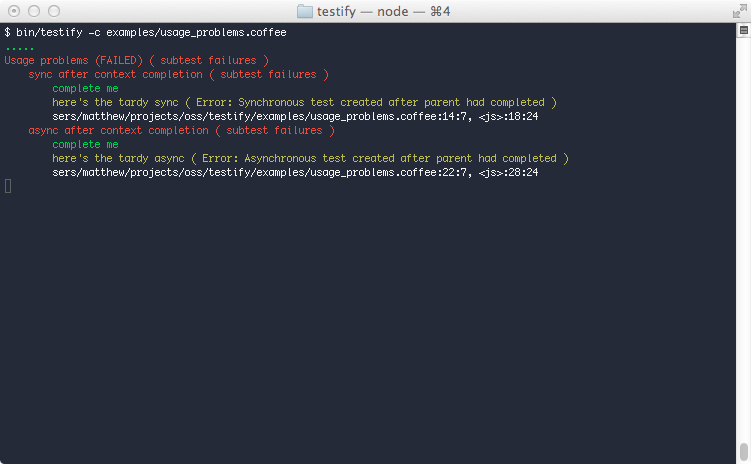 testify — node — ⌘4
$ bin/testify -c examples/usage_problems.coffee
.....
Usage problems (FAILED) ( subtest failures )
sync after context completion ( subtest failures )
complete me
here's the tardy sync ( Error: Synchronous test created after parent had completed )
sers/matthew/projects/oss/testify/examples/usage_problems.coffee:14:7, <js>:18:24
async after context completion ( subtest failures )
complete me
here's the tardy async ( Error: Asynchronous test created after parent had completed )
sers/matthew/projects/oss/testify/examples/usage_problems.coffee:22:7, <js>:28:24